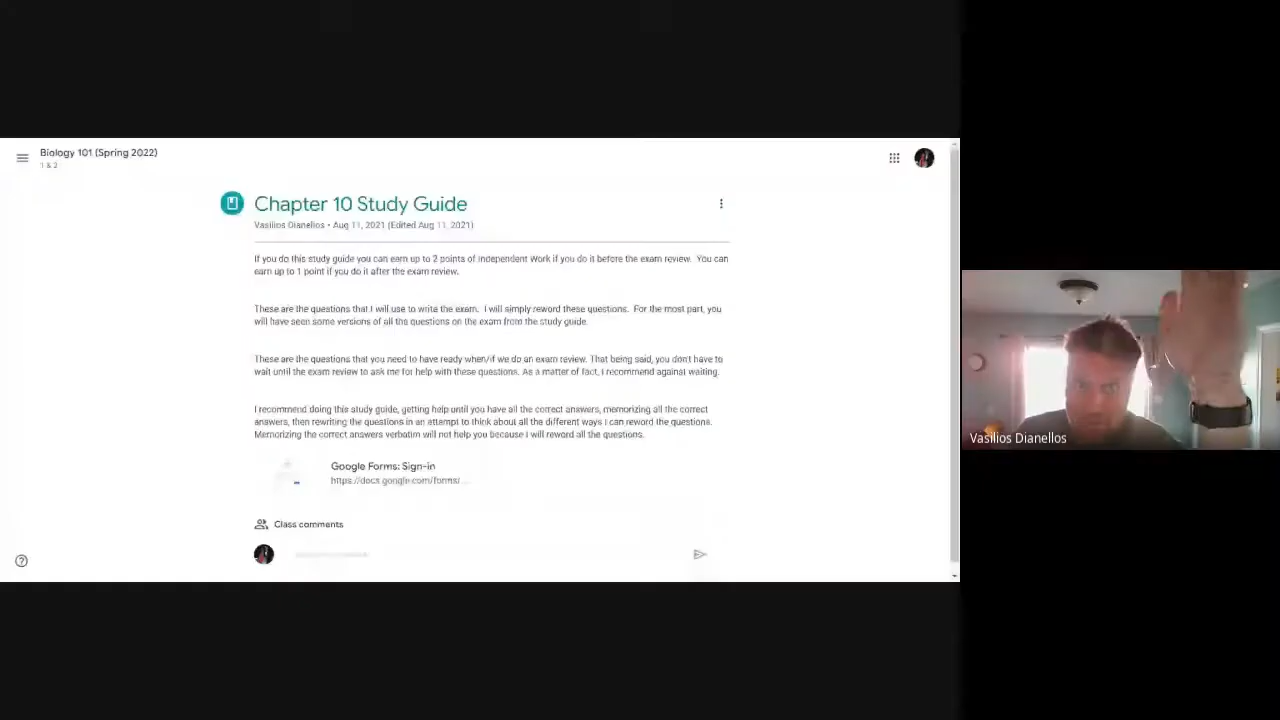 Biology 101 (Spring 2022)
1 & 2
Chapter 10 Study Guide
Vasilios Dianellos • Aug 11, 2021 (Edited Aug 11, 2021)
If you do this study guide you can earn up to 2 points of Independent Work if you do it before the exam review. You can
earn up to 1 point if you do it after the exam review.
These are the questions that I will use to write the exam. I will simply reword these questions. For the most part, you
will have seen some versions of all the questions on the exam from the study guide.
These are the questions that you need to have ready when/if we do an exam review. That being said, you don't have to
wait until the exam review to ask me for help with these questions. As a matter of fact, I recommend against waiting.
I recommend doing this study guide, getting help until you have all the correct answers, memorizing all the correct
answers, then rewriting the questions in an attempt to think about all the different ways I can reword the questions.
Memorizing the correct answers verbatim will not help you because I will reword all the questions.
Google Forms: Sign-in
https://docs.google.com/forms/...
Class comments
Vasilios Dianellos